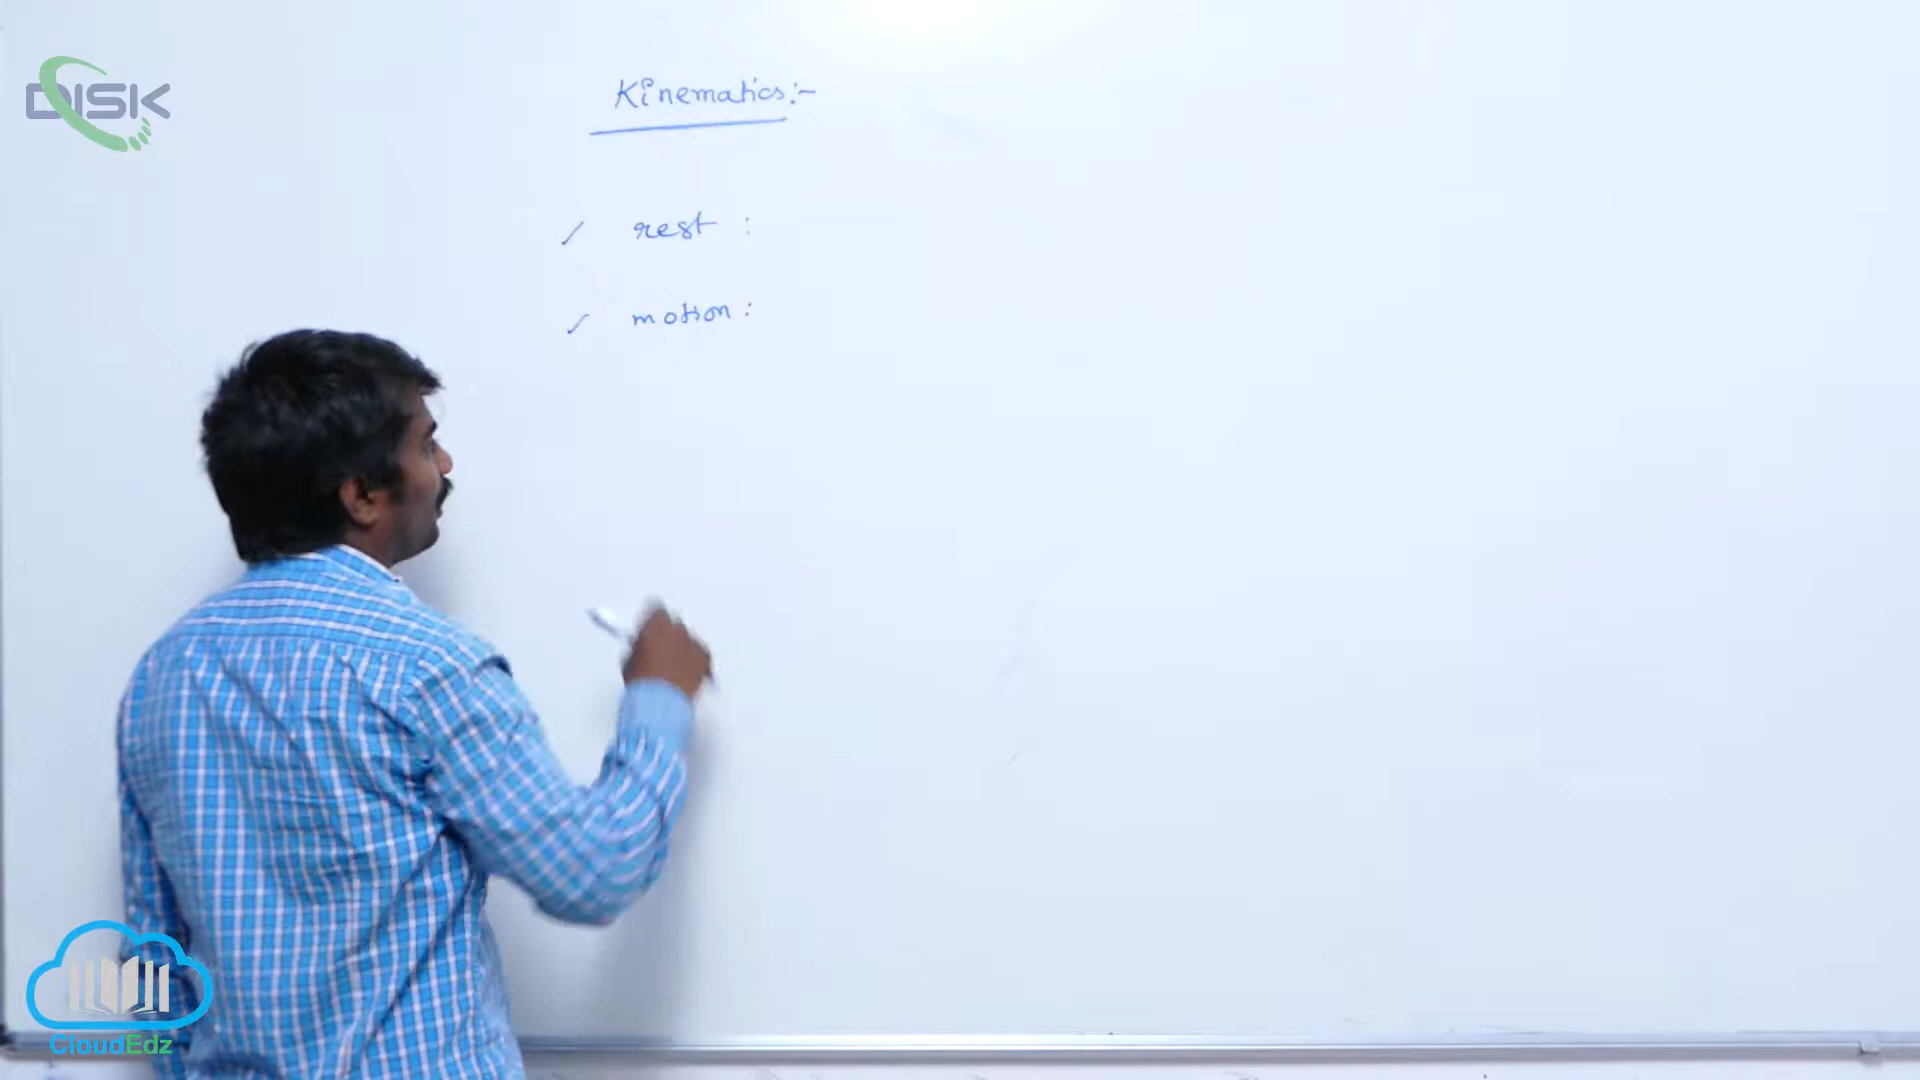 DISK
Kinematics:-
✓ rest :
✓ motion :
CloudEdz